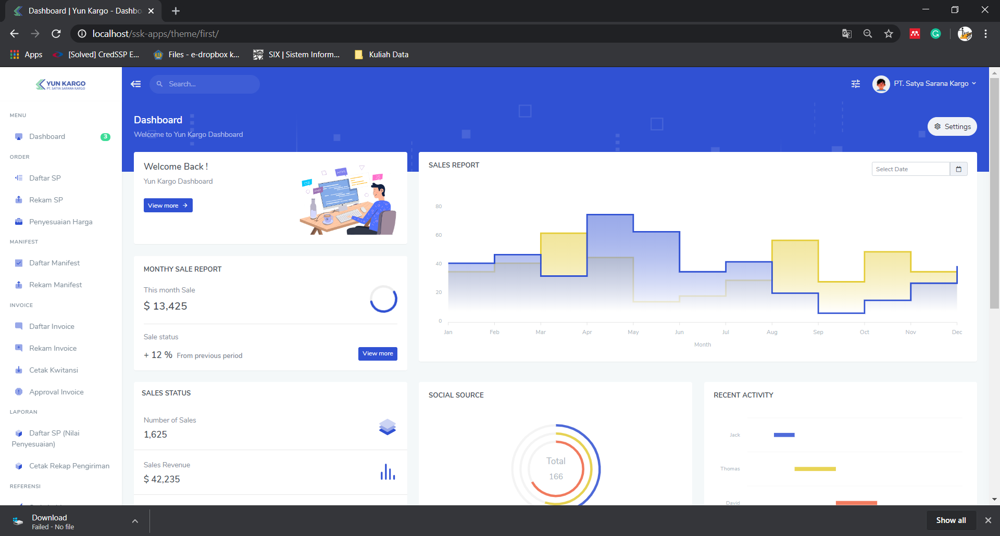 Dashboard | Yun Kargo - Dashbo
localhost/ssk-apps/theme/first/
Apps
[Solved] CredSSP E...
Files - e-dropbox k...
SIX | Sistem Inform...
Kuliah Data
YUN KARGO
PT. SATYA SARANA KARGO
Search...
PT. Satya Sarana Kargo
MENU
Dashboard
3
ORDER
Daftar SP
Rekam SP
Penyesuaian Harga
MANIFEST
Daftar Manifest
Rekam Manifest
INVOICE
Daftar Invoice
Rekam Invoice
Cetak Kwitansi
Approval Invoice
LAPORAN
Daftar SP (Nilai
Penyesuaian)
Cetak Rekap Pengiriman
REFERENSI
Dashboard
Welcome to Yun Kargo Dashboard
Settings
Welcome Back !
Yun Kargo Dashboard
View more
CSS
PHP
HTML
JS
MONTHY SALE REPORT
This month Sale
$ 13,425
Sale status
+ 12 % From previous period
View more
SALES REPORT
Select Date
80
60
40
20
0
Jan Feb Mar Apr May Jun Jul Aug Sep Oct Nov Dec
Month
SALES STATUS
Number of Sales
1,625
Sales Revenue
$ 42,235
SOCIAL SOURCE
Total
166
RECENT ACTIVITY
Jack
Thomas
David
Download
Failed - No file
Show all